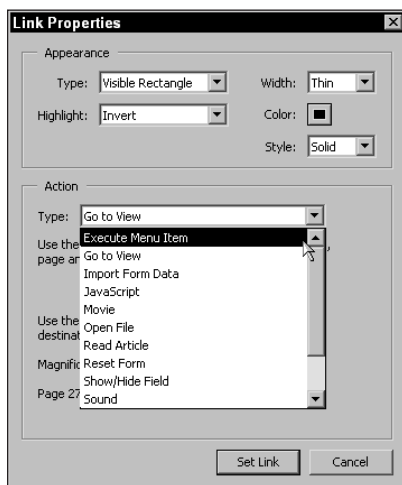 Link Properties
Appearance
Type: Visible Rectangle Width: Thin
Highlight: Invert Color:
Style: Solid
Action
Type: Go to View
Execute Menu Item
Use the ,
Go to View
page an
Import Form Data
JavaScript
Movie
Use the
Open File
destinat
Read Article
Magnific
Reset Form
Show/Hide Field
Page 27
Sound
Set Link Cancel